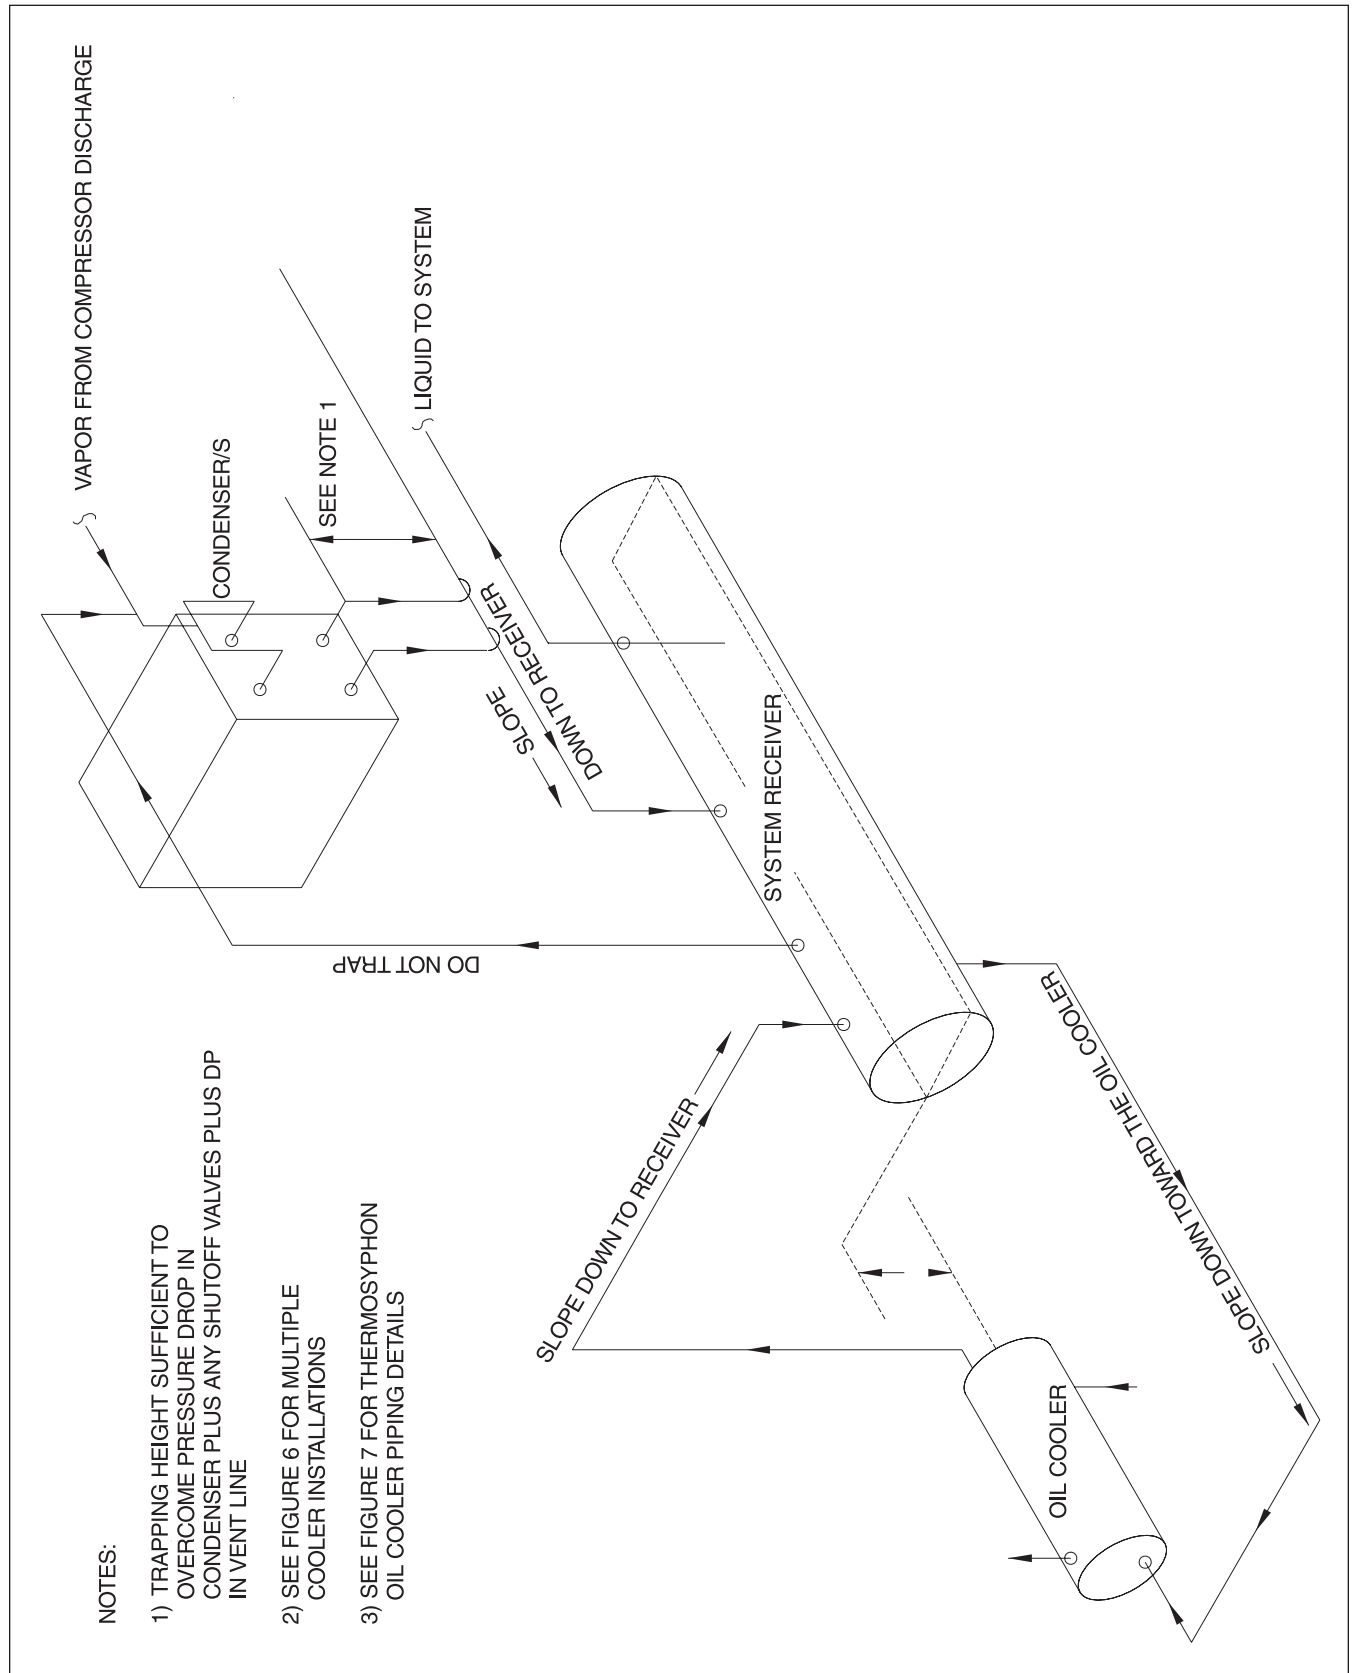 VAPOR FROM COMPRESSOR DISCHARGE
CONDENSER/S
SEE NOTE 1
LIQUID TO SYSTEM
SLOPE
DOWN TO RECEIVER
SYSTEM RECEIVER
DO NOT TRAP
SLOPE DOWN TO RECEIVER
SLOPE DOWN TOWARD THE OIL COOLER
OIL COOLER
NOTES:
1) TRAPPING HEIGHT SUFFICIENT TO
OVERCOME PRESSURE DROP IN
CONDENSER PLUS ANY SHUTOFF VALVES PLUS DP
IN VENT LINE
2) SEE FIGURE 6 FOR MULTIPLE
COOLER INSTALLATIONS
3) SEE FIGURE 7 FOR THERMOSYPHON
OIL COOLER PIPING DETAILS